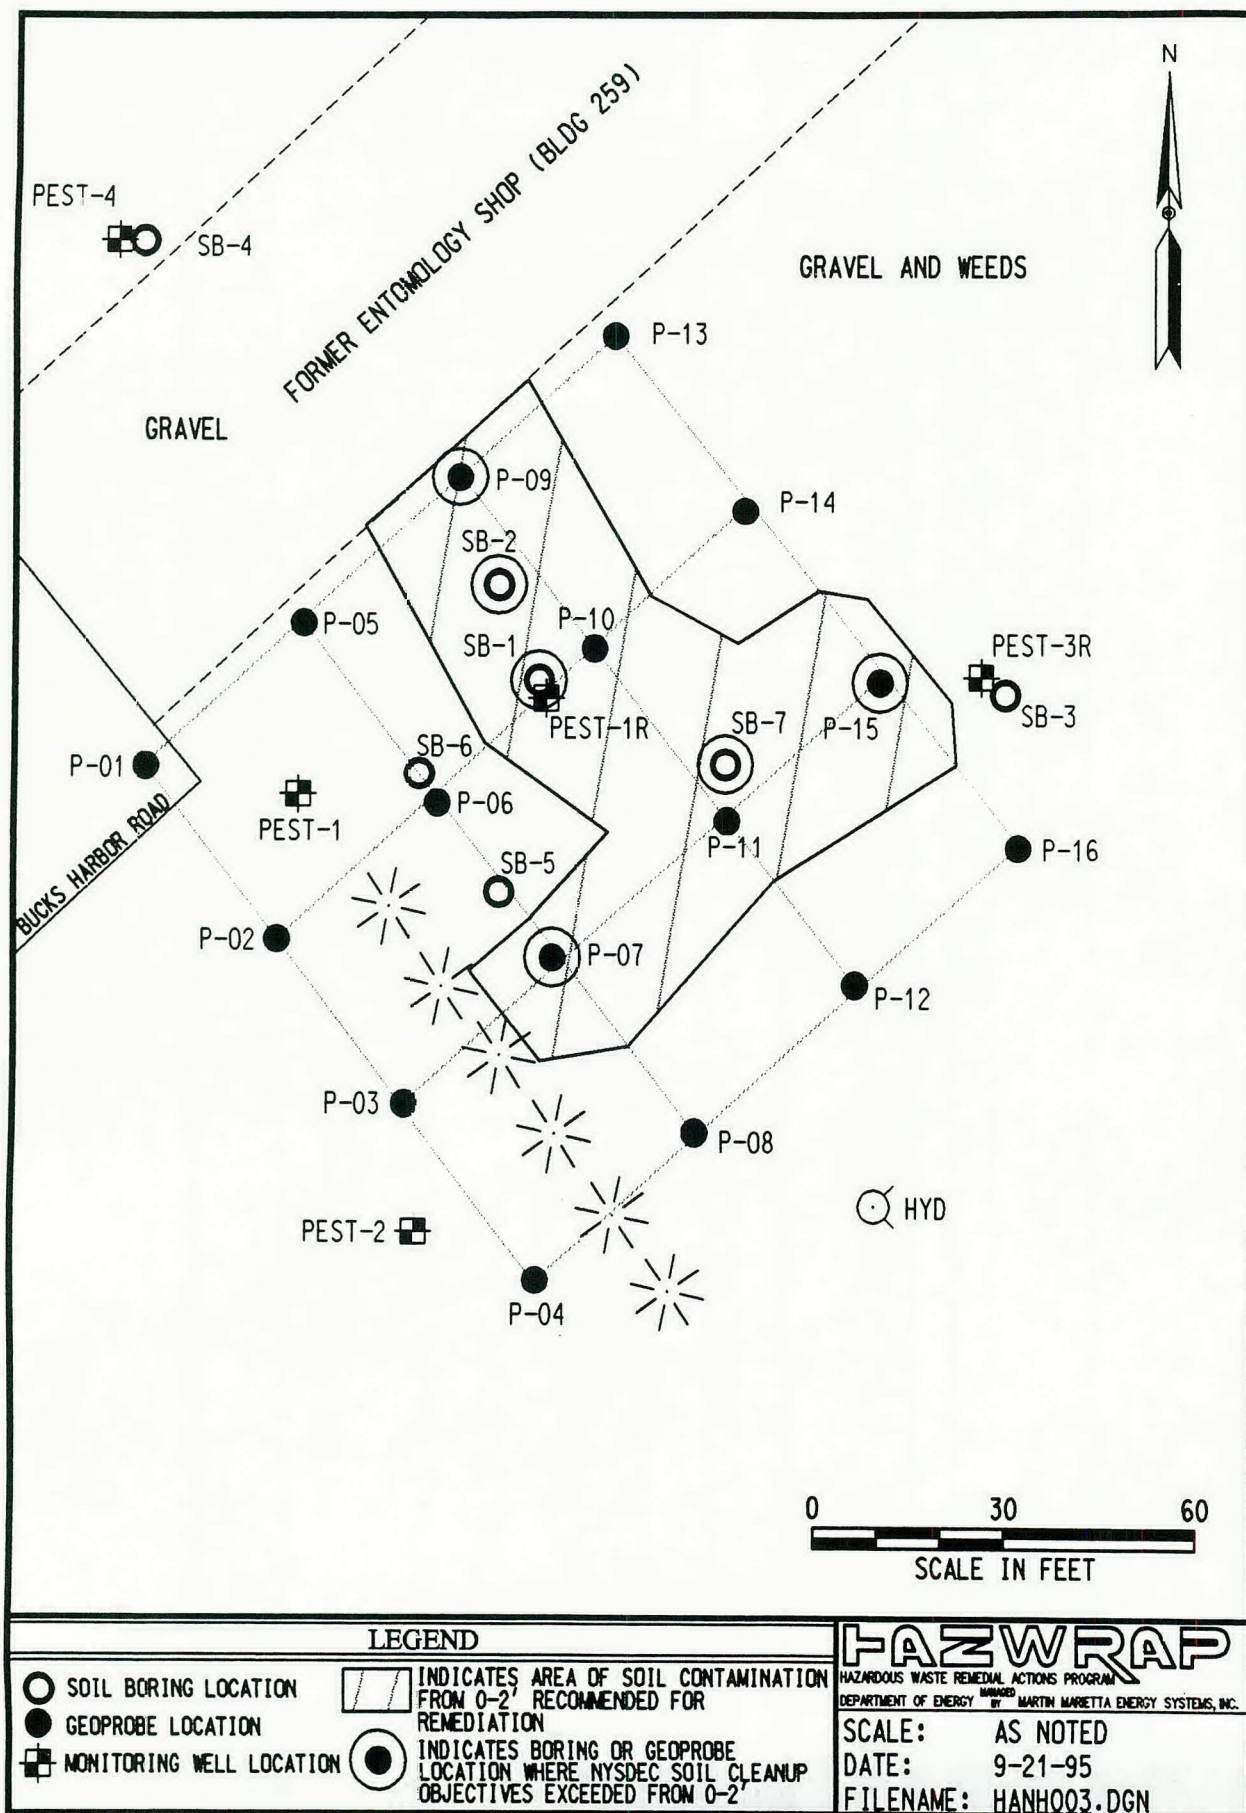 N
PEST-4
SB-4
FORMER ENTOMOLOGY SHOP (BLDG 259)
GRAVEL AND WEEDS
P-13
GRAVEL
P-09
P-14
SB-2
P-05
P-10
SB-1
PEST-3R
PEST-1R
P-15
SB-3
SB-7
P-01
SB-6
P-06
PEST-1
P-11
P-16
BUCKS HARBOR ROAD
SB-5
P-02
P-07
P-12
P-03
P-08
HYD
PEST-2
P-04
0 30 60
SCALE IN FEET
LEGEND
SOIL BORING LOCATION
GEOPROBE LOCATION
MONITORING WELL LOCATION
INDICATES AREA OF SOIL CONTAMINATION
FROM 0-2' RECOMMENDED FOR
REMEDIATION
INDICATES BORING OR GEOPROBE
LOCATION WHERE NYSDEC SOIL CLEANUP
OBJECTIVES EXCEEDED FROM 0-2'
HAZWRAP
HAZARDOUS WASTE REMEDIAL ACTIONS PROGRAM
DEPARTMENT OF ENERGY MANAGED BY MARTIN MARIETTA ENERGY SYSTEMS, INC.
SCALE: AS NOTED
DATE: 9-21-95
FILENAME: HANH003.DGN